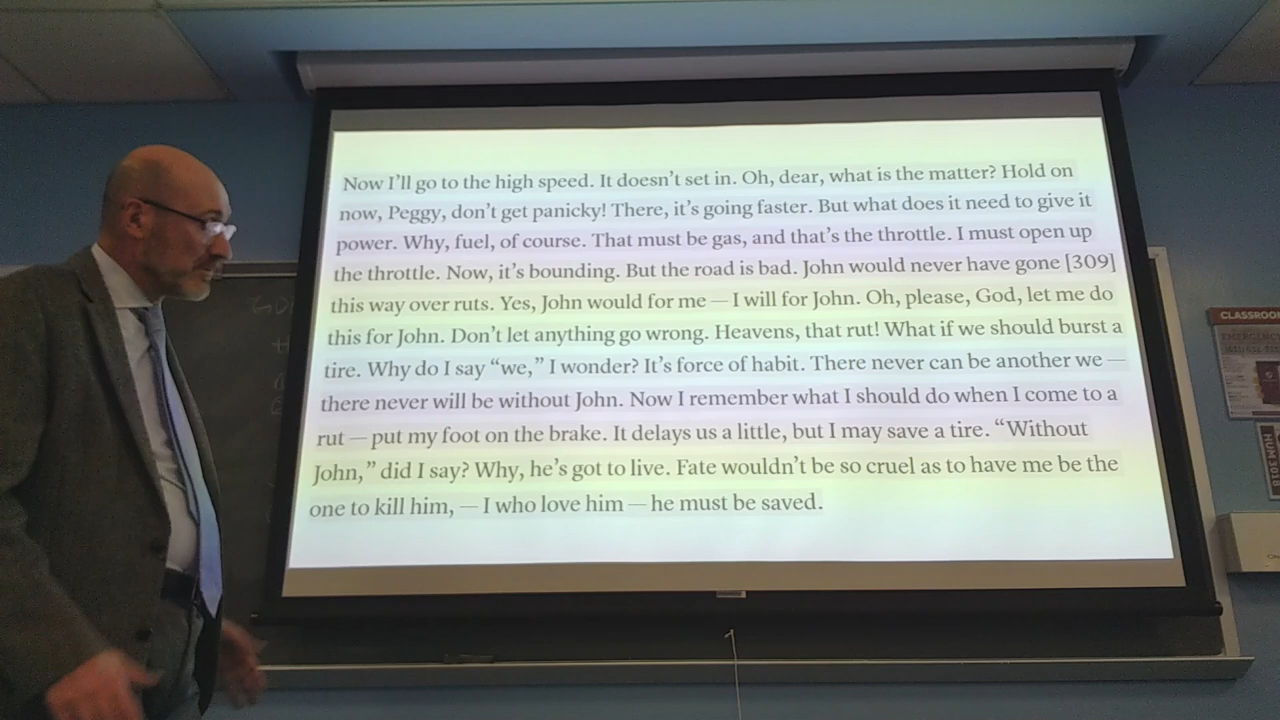 Now I'll go to the high speed. It doesn't set in. Oh, dear, what is the matter? Hold on
now, Peggy, don't get panicky! There, it's going faster. But what does it need to give it
power. Why, fuel, of course. That must be gas, and that's the throttle. I must open up
the throttle. Now, it's bounding. But the road is bad. John would never have gone [309]
this way over ruts. Yes, John would for me — I will for John. Oh, please, God, let me do
this for John. Don't let anything go wrong. Heavens, that rut! What if we should burst a
tire. Why do I say “we,” I wonder? It's force of habit. There never can be another we —
there never will be without John. Now I remember what I should do when I come to a
rut — put my foot on the brake. It delays us a little, but I may save a tire. “Without
John,” did I say? Why, he's got to live. Fate wouldn't be so cruel as to have me be the
one to kill him, — I who love him — he must be saved.
CLASSROOM
EMERGENCY
HUM 3018